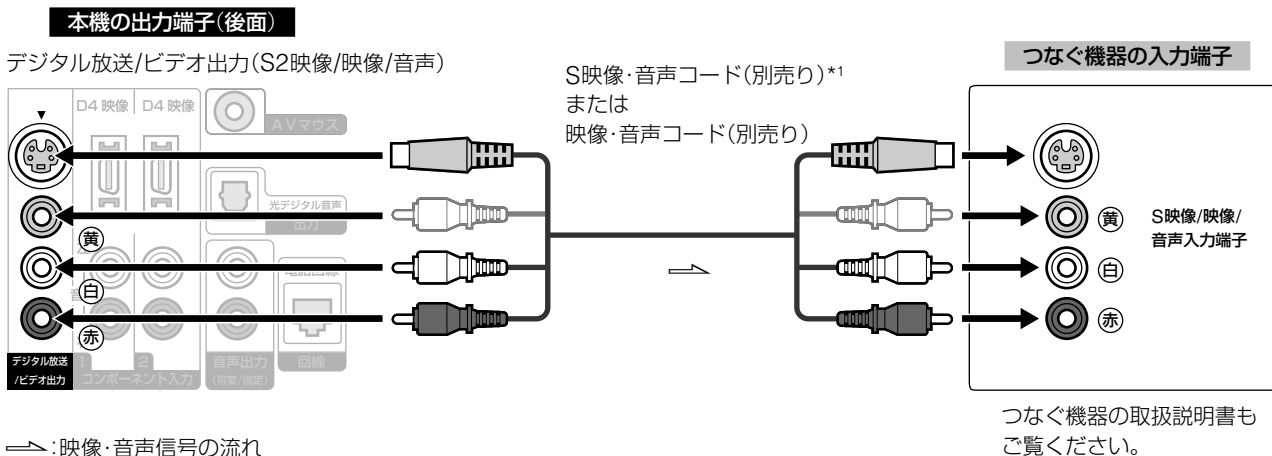 本機の出力端子(後面)
デジタル放送/ビデオ出力(S2映像/映像/音声)
S映像・音声コード(別売り)*1
または
映像・音声コード(別売り)
つなぐ機器の入力端子
D4 映像
D4 映像
AVマウス
光デジタル音声
出力
黄
白
赤
電話回線
デジタル放送
/ビデオ出力
1
2
コンポーネント入力
音声出力
(可変/固定)
回線
黄
白
赤
S映像/映像/
音声入力端子
つなぐ機器の取扱説明書も
ご覧ください。
:映像・音声信号の流れ